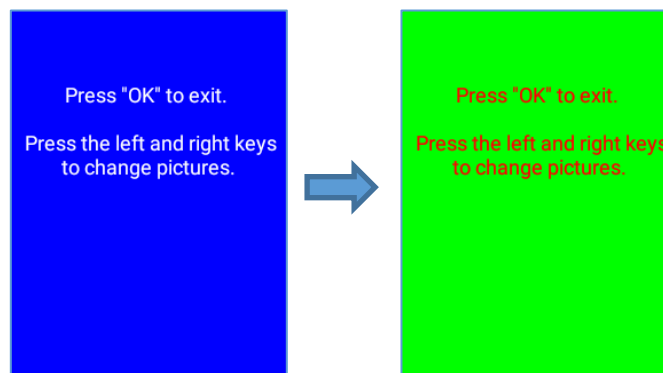 Press "OK" to exit.
Press the left and right keys
to change pictures.
Press "OK" to exit.
Press the left and right keys
to change pictures.